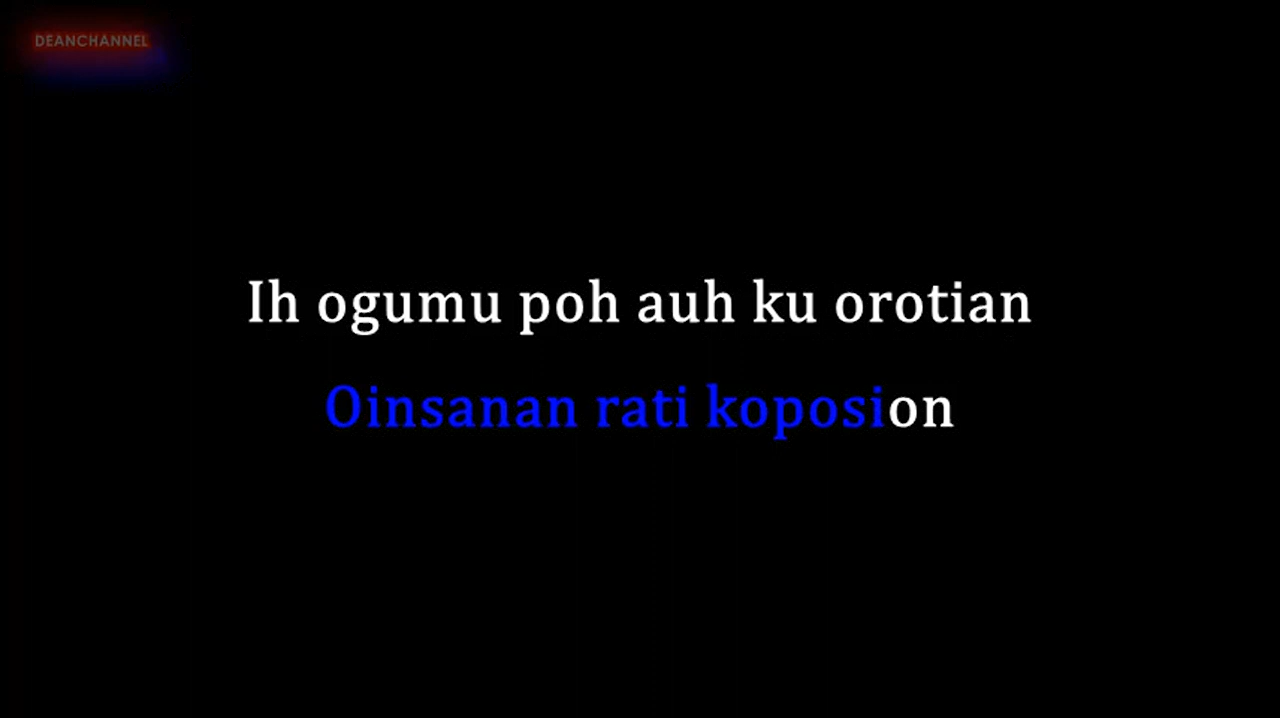 DEANCHANNEL
Ih ogumu poh auh ku orotian
Oinsanan rati koposion